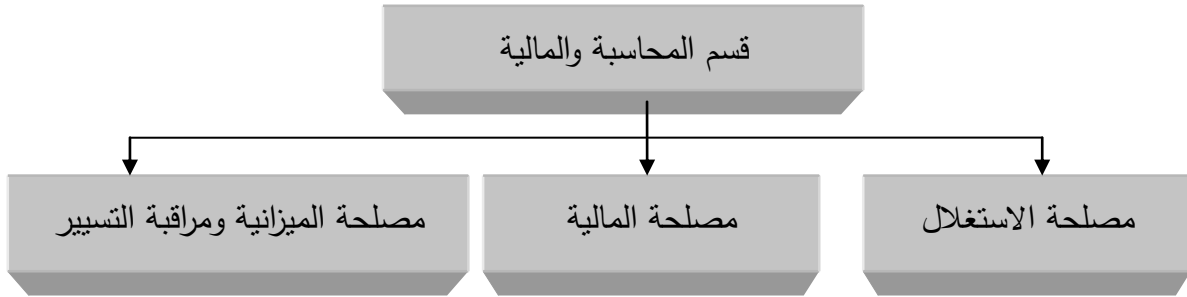 قسم المحاسبة والمالية
مصلحة الاستغلال
مصلحة المالية
مصلحة الميزانية ومراقبة التسيير